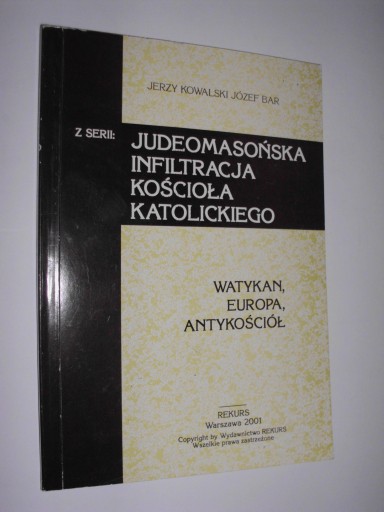 JERZY KOWALSKI JÓZEF BAR
Z SERII:
JUDEOMASOŃSKA
INFILTRACJA
KOŚCIOŁA
KATOLICKIEGO
WATYKAN,
EUROPA,
ANTYKOŚCIÓŁ
REKURS
Warszawa 2001
Copyright by Wydawnictwo REKURS
Wszelkie prawa zastrzeżone